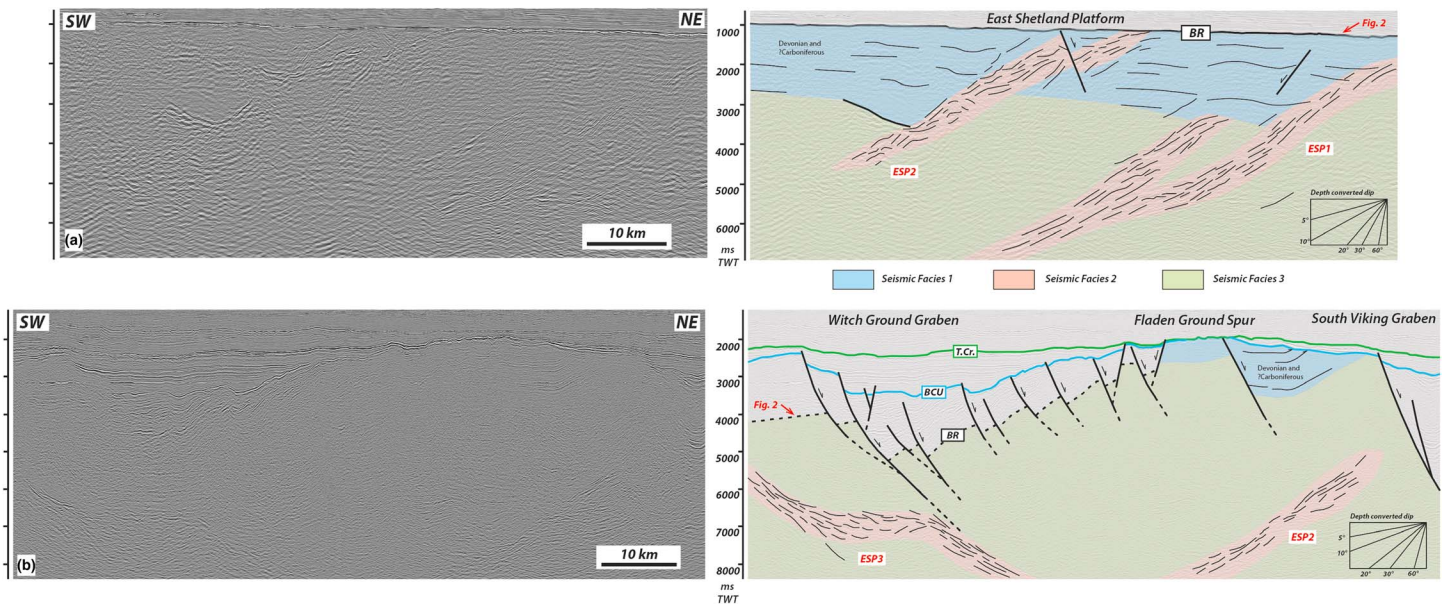 SW
NE
(a)
10 km
1000
2000
3000
4000
5000
6000
ms
TWT
East Shetland Platform
BR
Fig. 2
Devonian and
?Carboniferous
ESP2
ESP1
Depth converted dip
5°
10°
20° 30° 60°
Seismic Facies 1
Seismic Facies 2
Seismic Facies 3
SW
NE
(b)
10 km
2000
3000
4000
5000
6000
7000
8000
ms
TWT
Witch Ground Graben
Fladen Ground Spur
South Viking Graben
T.Cr.
BCU
Devonian and
?Carboniferous
Fig. 2
BR
ESP3
ESP2
Depth converted dip
5°
10°
20° 30° 60°